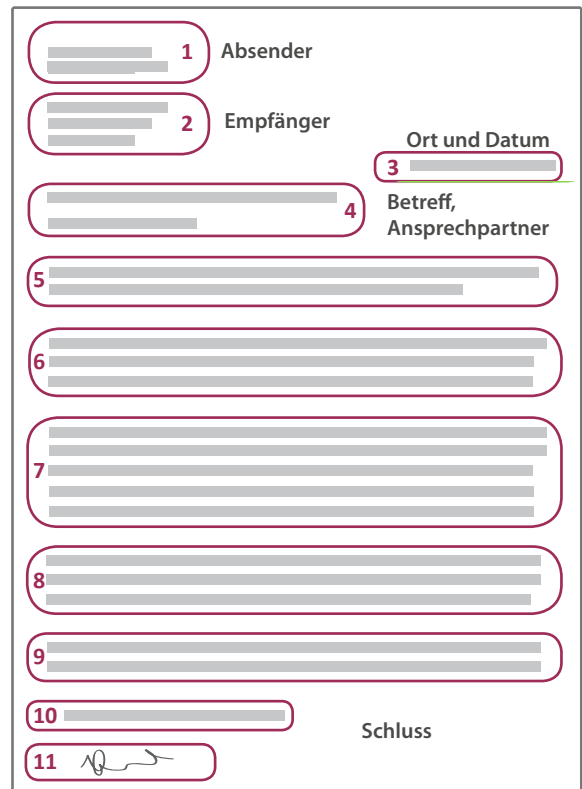 1 Absender
2 Empfänger
Ort und Datum
3
4 Betreff,
Ansprechpartner
5
6
7
8
9
10
Schluss
11